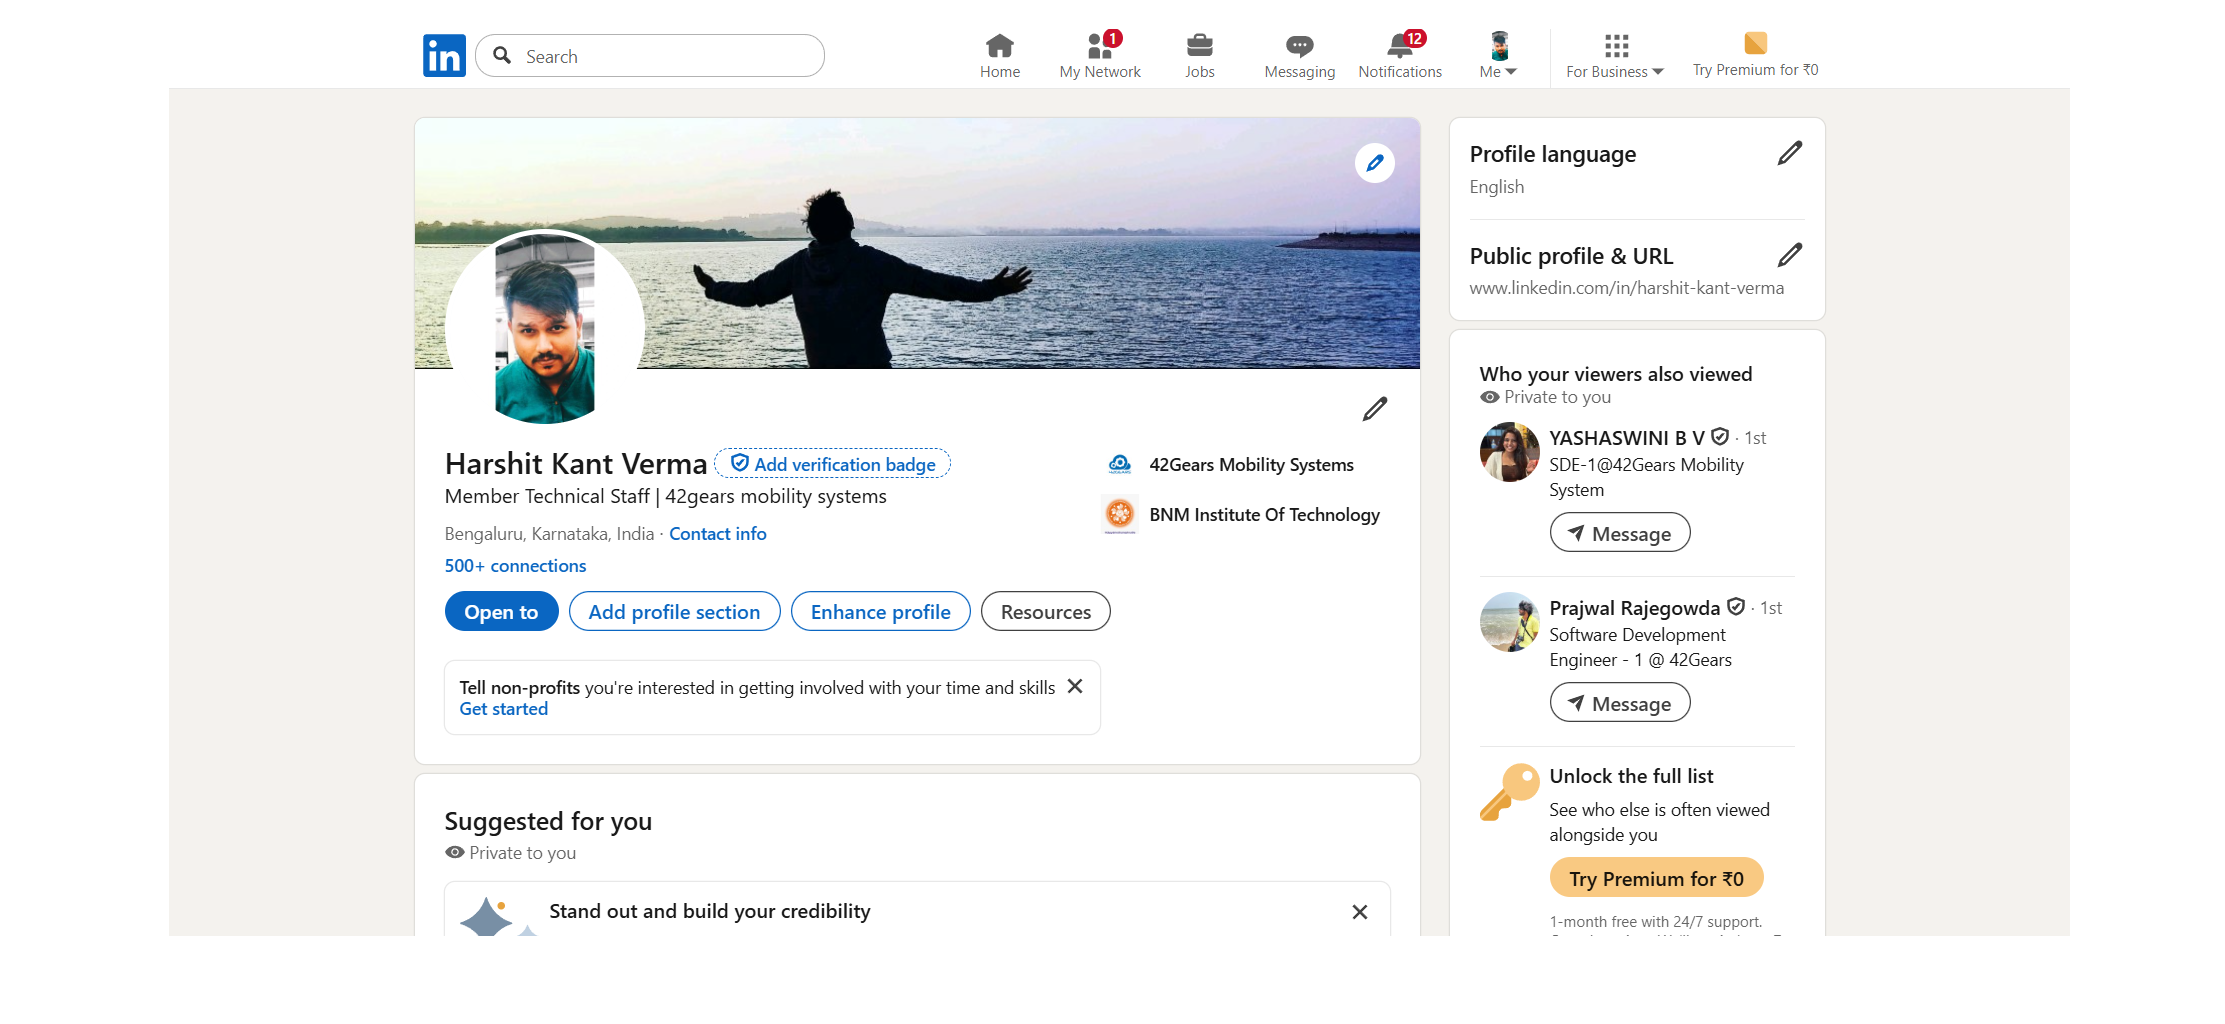 in
Search
1
12
Home
My Network
Jobs
Messaging
Notifications
Me
For Business
Try Premium for ₹0
Profile language
English
Public profile & URL
www.linkedin.com/in/harshit-kant-verma
Harshit Kant Verma
Add verification badge
Member Technical Staff | 42gears mobility systems
Bengaluru, Karnataka, India · Contact info
500+ connections
42Gears Mobility Systems
BNM Institute Of Technology
Open to
Add profile section
Enhance profile
Resources
Tell non-profits you're interested in getting involved with your time and skills
Get started
Suggested for you
Private to you
Stand out and build your credibility
Who your viewers also viewed
Private to you
YASHASWINI B V · 1st
SDE-1@42Gears Mobility
System
Message
Prajwal Rajegowda · 1st
Software Development
Engineer - 1 @ 42Gears
Message
Unlock the full list
See who else is often viewed
alongside you
Try Premium for ₹0
1-month free with 24/7 support.